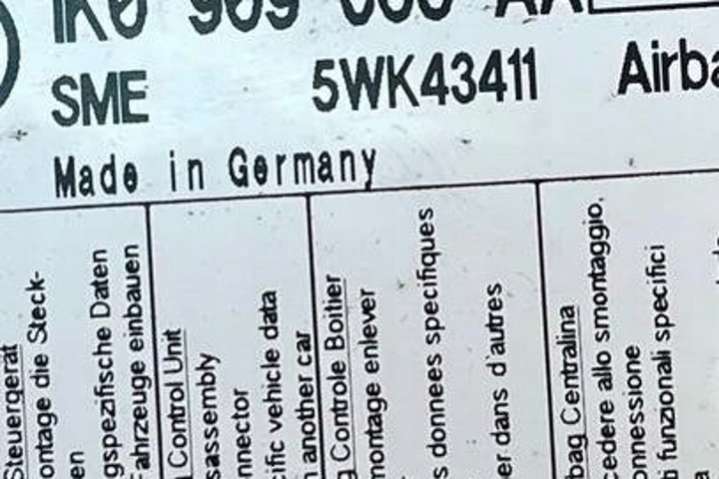 SME 5WK43411
Made in Germany
Steuergerät
ontage die Steck-
en
gspezifische Daten
ahrzeuge einbauen
Control Unit
sassembly
nnector
cific vehicle data
another car
Controle Boitier
montage enlever
s donnees specifiques
er dans d'autres
bag Centralina
cedere allo smontaggio,
onnessione
i funzionali specifici